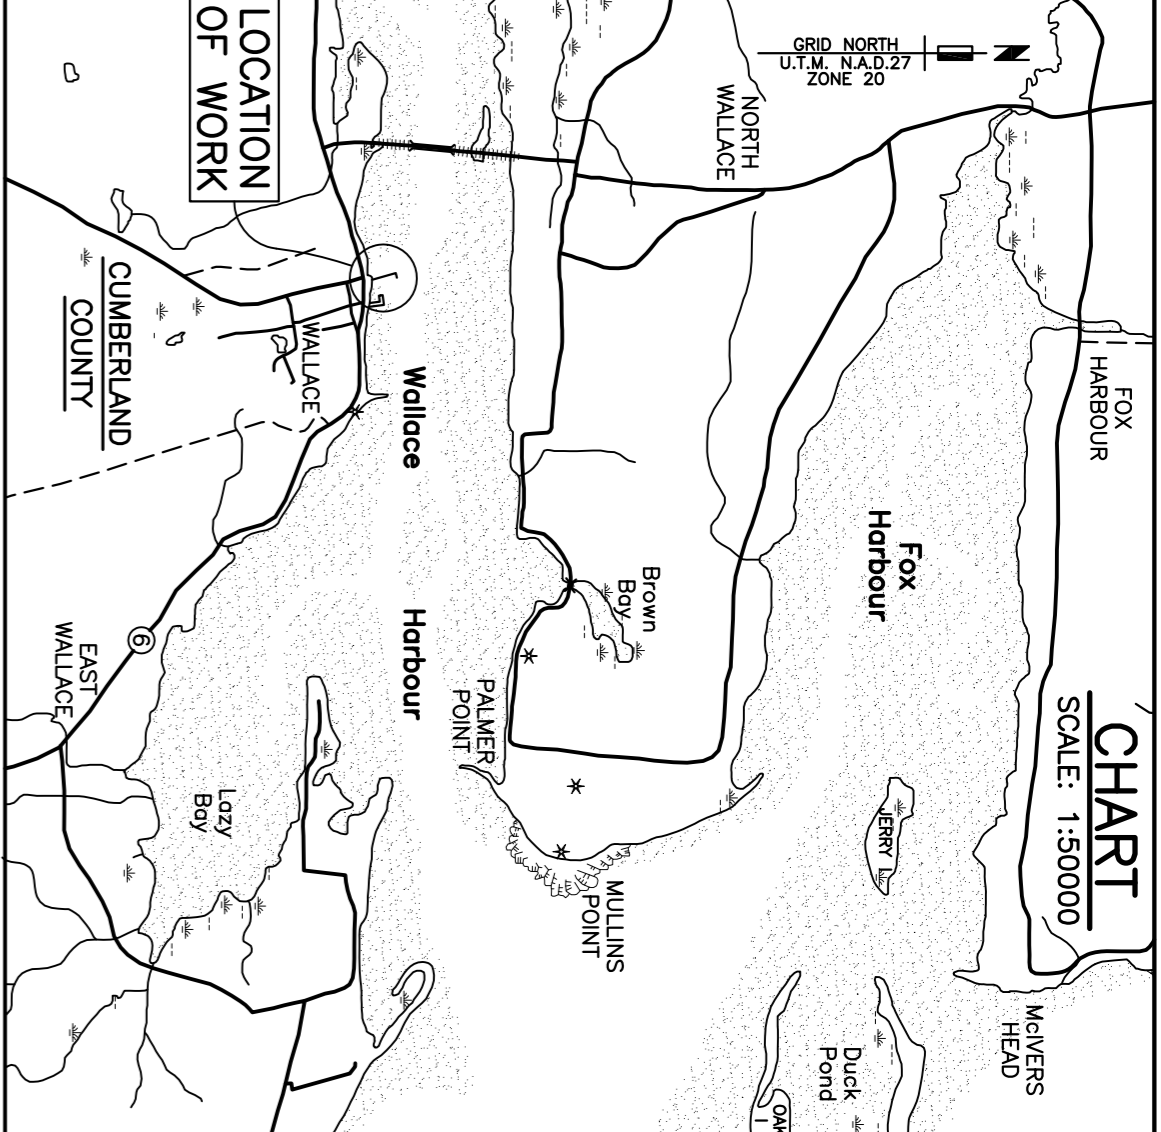 LOCATION
OF WORK
GRID NORTH
U.T.M. N.A.D.27
ZONE 20
NORTH
WALLACE
CUMBERLAND
COUNTY
WALLACE
Wallace
Harbour
FOX
HARBOUR
Fox
Harbour
Brown
Bay
6
EAST
WALLACE
PALMER
POINT
CHART
SCALE: 1:50000
Lazy
Bay
JERRY I
MULLINS
POINT
McIVERS
HEAD
Duck
Pond
OAK
I